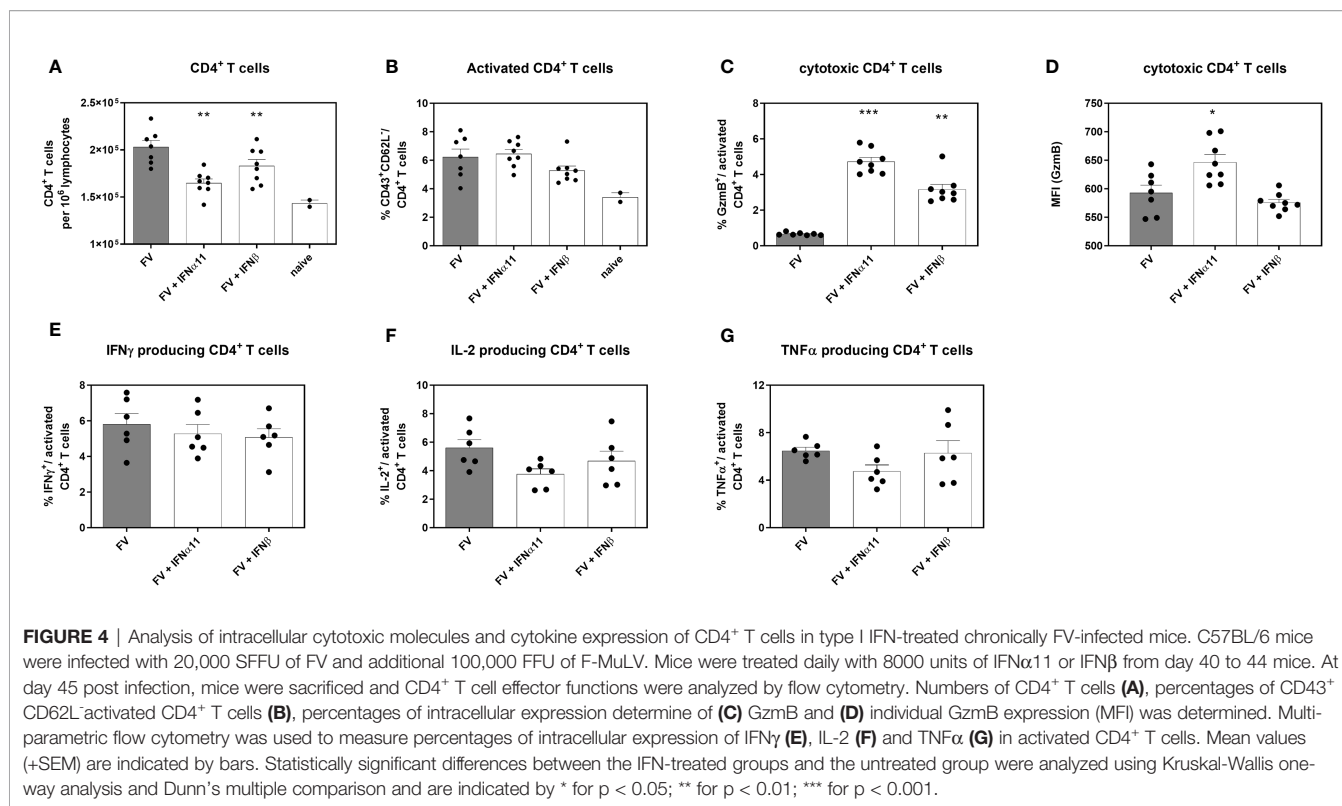 A
CD4⁺ T cells
CD4⁺ T cells
per 10⁶ lymphocytes
2.5×10⁵
2×10⁵
1.5×10⁵
1×10⁵
**
**
FV
FV + IFNα11
FV + IFNβ
naive
B
Activated CD4⁺ T cells
% CD43⁺CD62L⁻/
CD4⁺ T cells
10
8
6
4
2
0
FV
FV + IFNα11
FV + IFNβ
naive
C
cytotoxic CD4⁺ T cells
% GzmB⁺/ activated
CD4⁺ T cells
8
6
4
2
0
***
**
FV
FV + IFNα11
FV + IFNβ
D
cytotoxic CD4⁺ T cells
MFI (GzmB)
750
700
650
600
550
500
*
FV
FV + IFNα11
FV + IFNβ
E
IFNγ producing CD4⁺ T cells
% IFNγ⁺/ activated
CD4⁺ T cells
8
6
4
2
0
FV
FV + IFNα11
FV + IFNβ
F
IL-2 producing CD4⁺ T cells
% IL-2⁺/ activated
CD4⁺ T cells
10
8
6
4
2
0
FV
FV + IFNα11
FV + IFNβ
G
TNFα producing CD4⁺ T cells
% TNFα⁺/ activated
CD4⁺ T cells
12
9
6
3
0
FV
FV + IFNα11
FV + IFNβ
FIGURE 4 | Analysis of intracellular cytotoxic molecules and cytokine expression of CD4⁺ T cells in type I IFN-treated chronically FV-infected mice. C57BL/6 mice
were infected with 20,000 SFFU of FV and additional 100,000 FFU of F-MuLV. Mice were treated daily with 8000 units of IFNα11 or IFNβ from day 40 to 44 mice. At
day 45 post infection, mice were sacrificed and CD4⁺ T cell effector functions were analyzed by flow cytometry. Numbers of CD4⁺ T cells (A), percentages of CD43⁺
CD62L⁻activated CD4⁺ T cells (B), percentages of intracellular expression determine of (C) GzmB and (D) individual GzmB expression (MFI) was determined. Multi-
parametric flow cytometry was used to measure percentages of intracellular expression of IFNγ (E), IL-2 (F) and TNFα (G) in activated CD4⁺ T cells. Mean values
(+SEM) are indicated by bars. Statistically significant differences between the IFN-treated groups and the untreated group were analyzed using Kruskal-Wallis one-
way analysis and Dunn's multiple comparison and are indicated by * for p < 0.05; ** for p < 0.01; *** for p < 0.001.